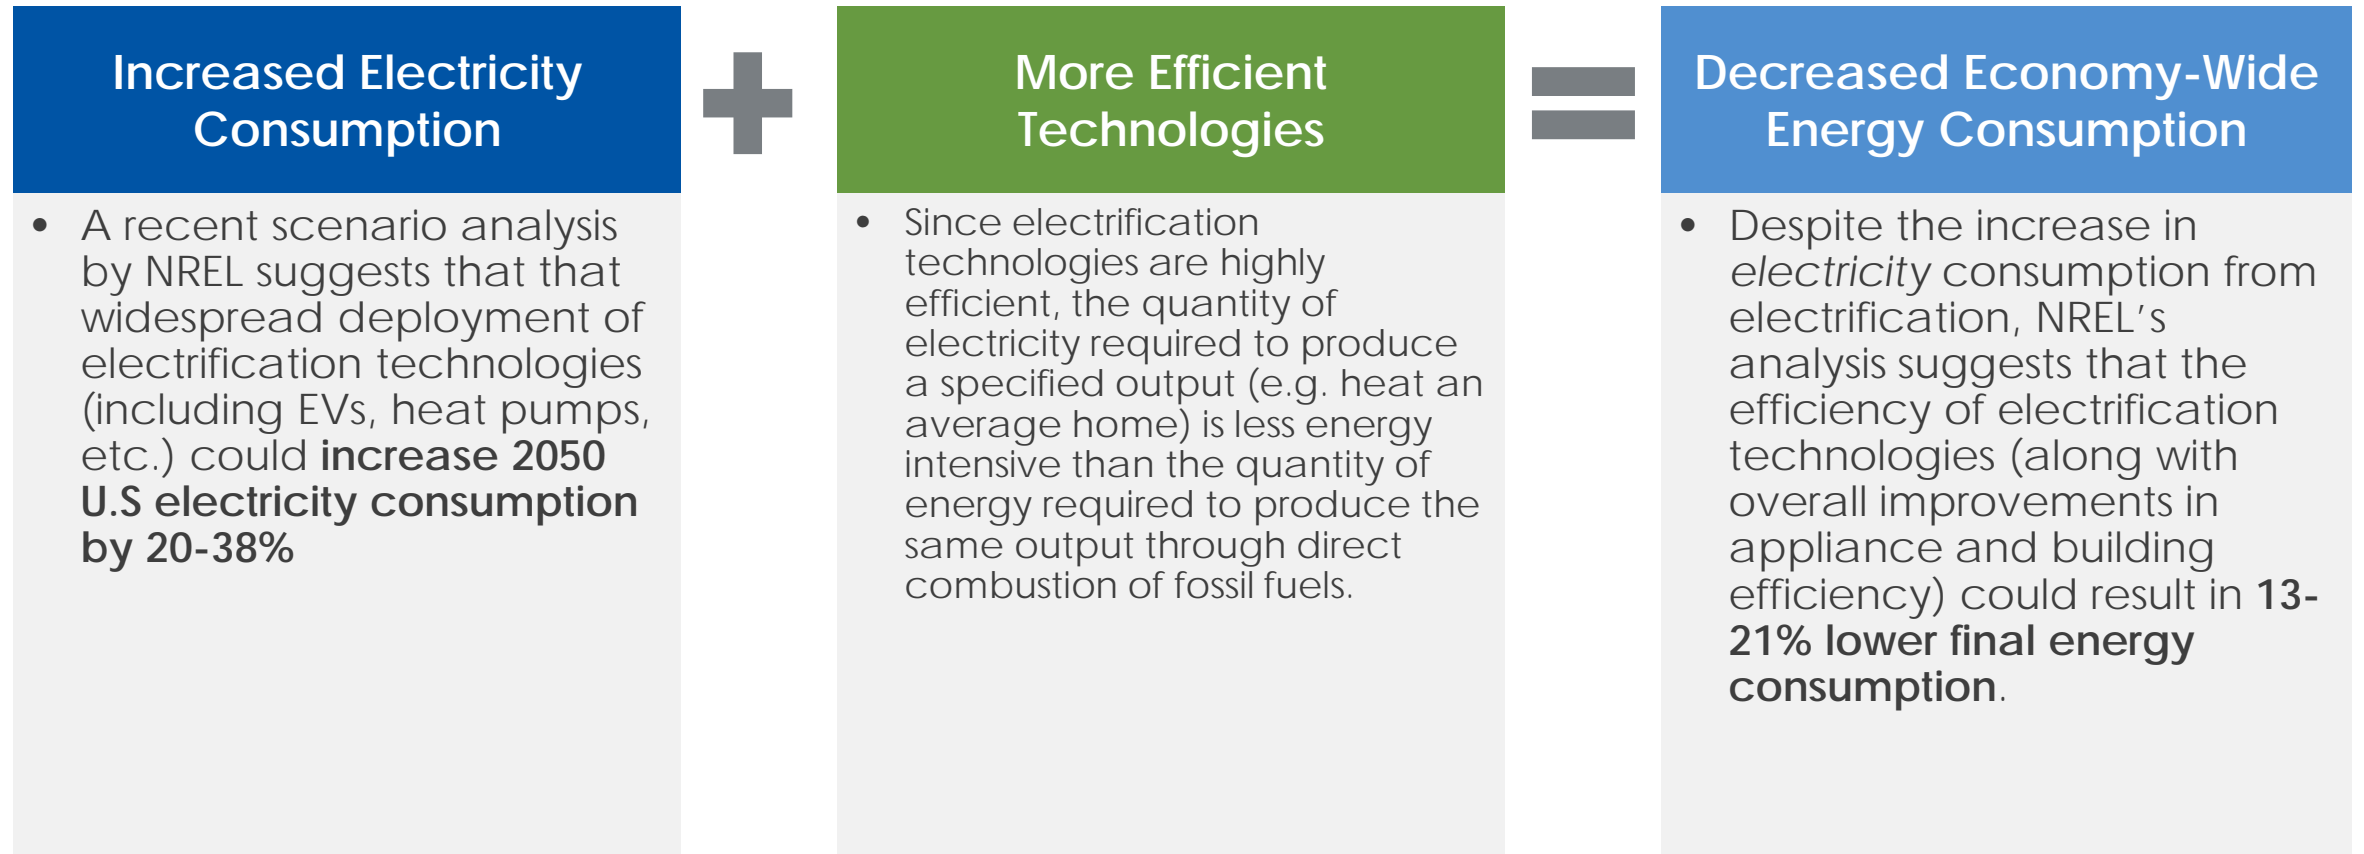 Increased Electricity
Consumption
• A recent scenario analysis
by NREL suggests that that
widespread deployment of
electrification technologies
(including EVs, heat pumps,
etc.) could increase 2050
U.S electricity consumption
by 20-38%
More Efficient
Technologies
• Since electrification
technologies are highly
efficient, the quantity of
electricity required to produce
a specified output (e.g. heat an
average home) is less energy
intensive than the quantity of
energy required to produce the
same output through direct
combustion of fossil fuels.
Decreased Economy-Wide
Energy Consumption
• Despite the increase in
electricity consumption from
electrification, NREL’s
analysis suggests that the
efficiency of electrification
technologies (along with
overall improvements in
appliance and building
efficiency) could result in 13-
21% lower final energy
consumption.